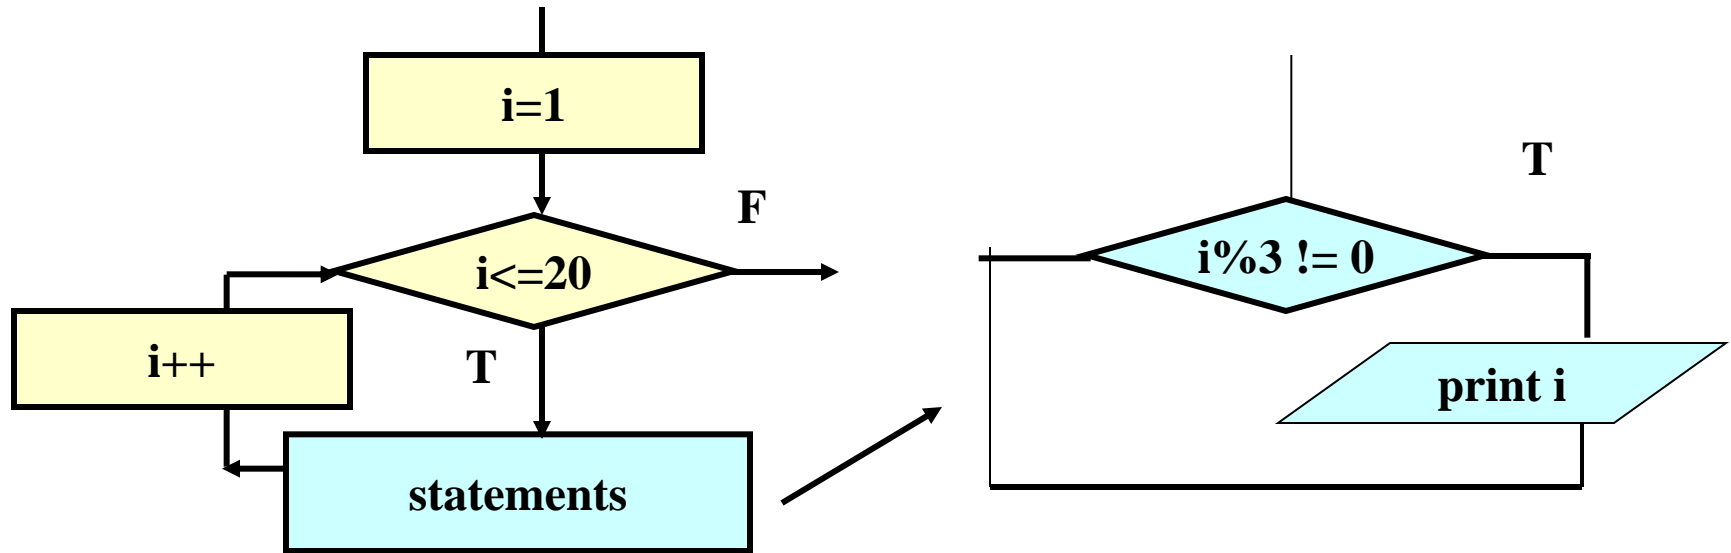 i=1
F
i<=20
i++
T
statements
T
i%3 != 0
print i